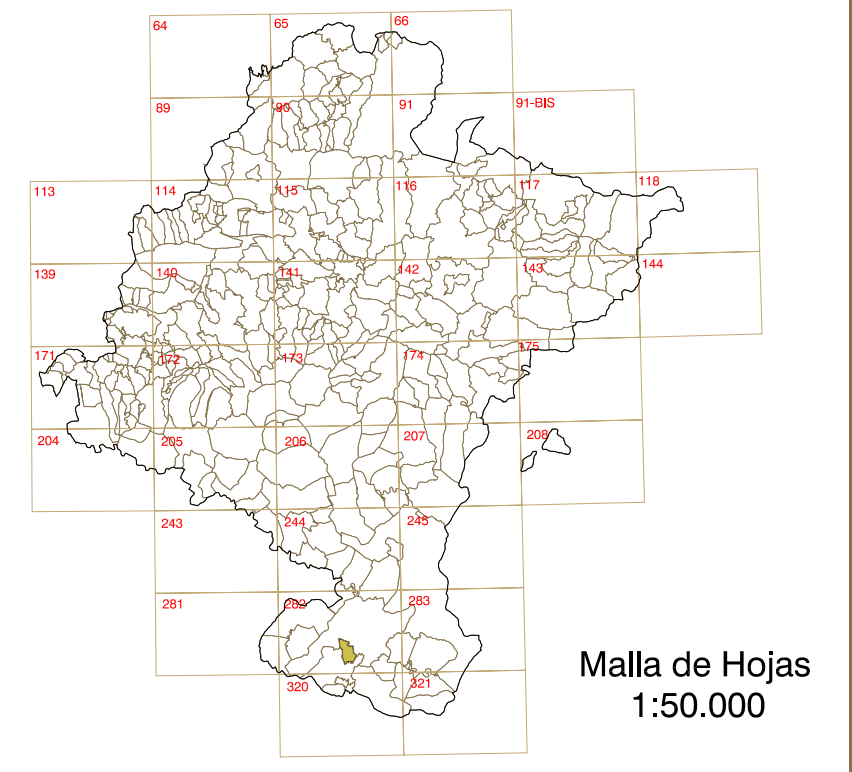 64 65 66
89 90 91 91-BIS
113 114 115 116 117 118
139 140 141 142 143 144
171 172 173 174 175
204 205 206 207 208
243 244 245
281 282 283
320 321
Malla de Hojas
1:50.000